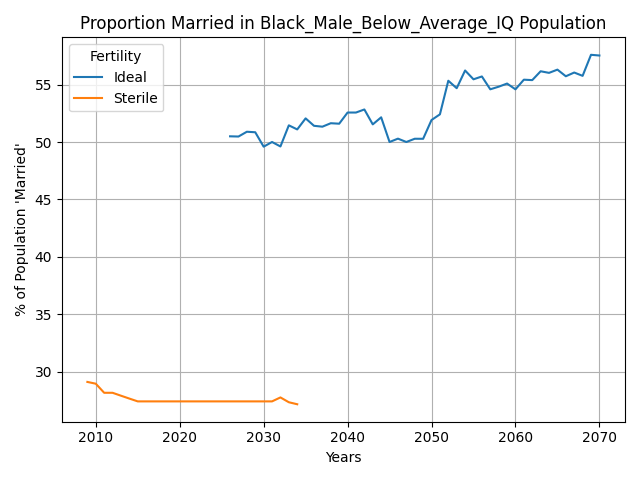 Proportion Married in Black_Male_Below_Average_IQ Population
Fertility
Ideal
Sterile
% of Population 'Married'
55
50
45
40
35
30
2010 2020 2030 2040 2050 2060 2070
Years